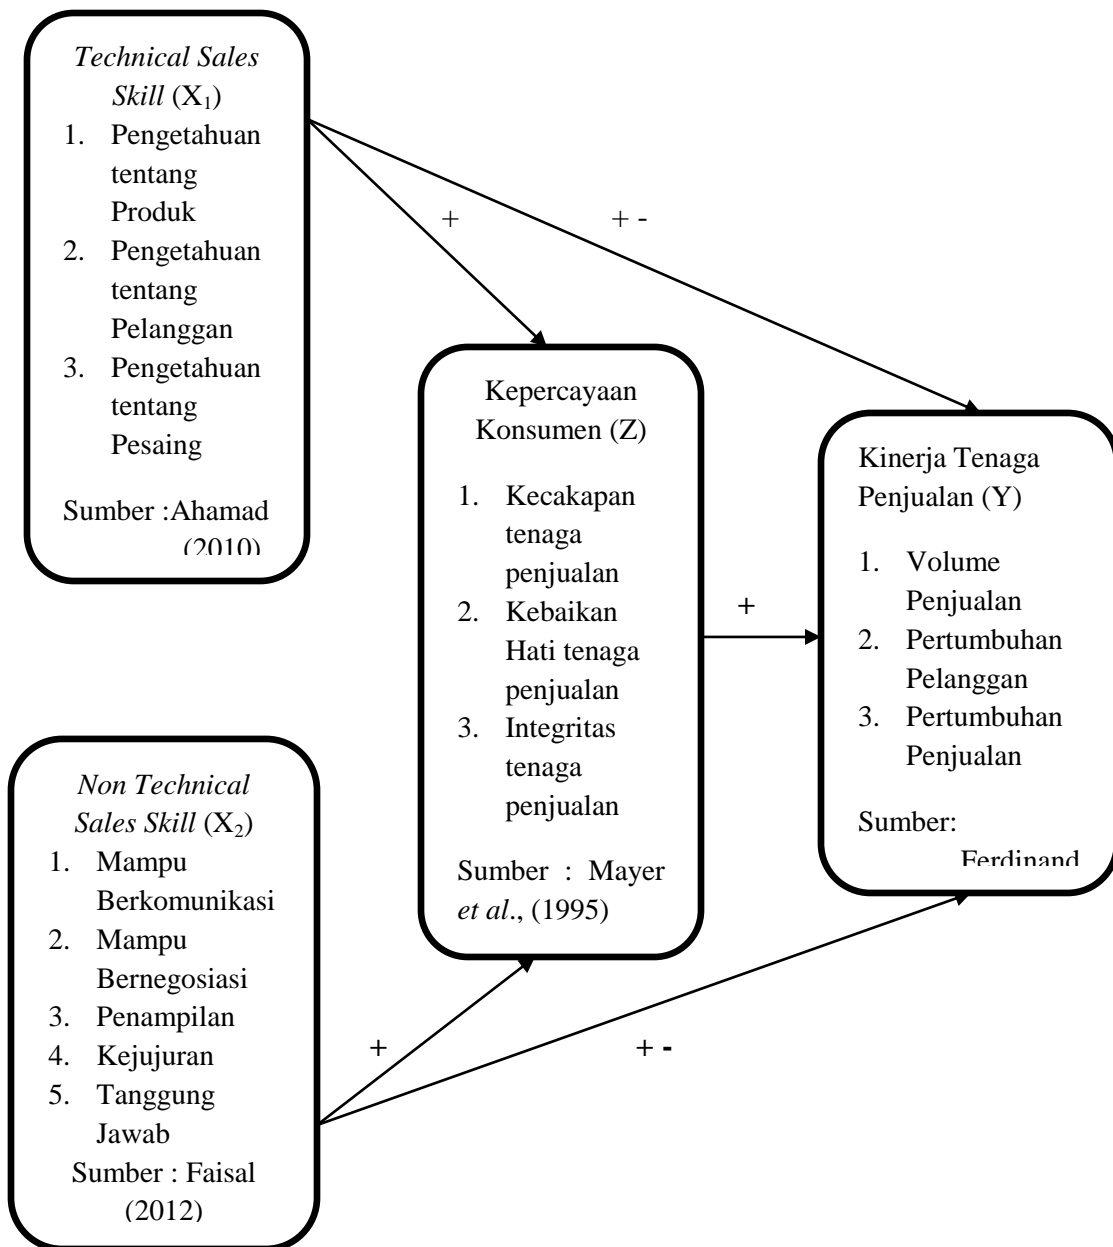 Technical Sales
Skill (X₁)
1. Pengetahuan
tentang
Produk
2. Pengetahuan
tentang
Pelanggan
3. Pengetahuan
tentang
Pesaing
Sumber :Ahamad
(2010)
+
+ -
Kepercayaan
Konsumen (Z)
1. Kecakapan
tenaga
penjualan
2. Kebaikan
Hati tenaga
penjualan
3. Integritas
tenaga
penjualan
Sumber : Mayer
et al., (1995)
+
Kinerja Tenaga
Penjualan (Y)
1. Volume
Penjualan
2. Pertumbuhan
Pelanggan
3. Pertumbuhan
Penjualan
Sumber:
Ferdinand
Non Technical
Sales Skill (X₂)
1. Mampu
Berkomunikasi
2. Mampu
Bernegosiasi
3. Penampilan
4. Kejujuran
5. Tanggung
Jawab
Sumber : Faisal
(2012)
+
+ -